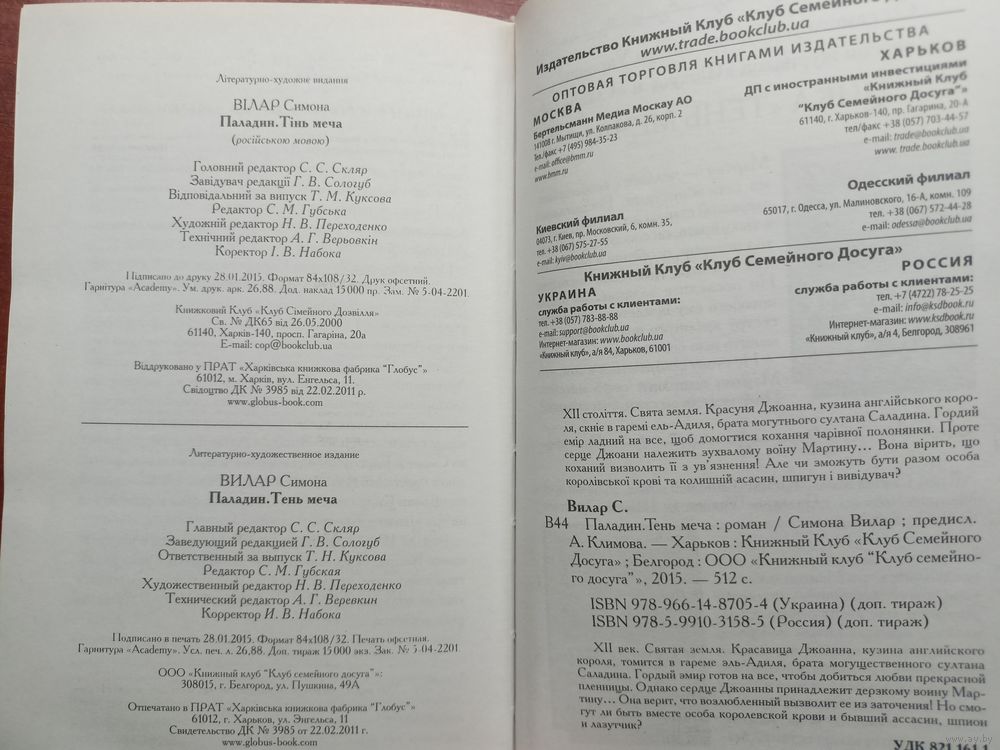 Літературно-художнє видання
ВІЛАР Симона
Паладин.Тінь меча
(російською мовою)
Головний редактор С. С. Скляр
Завідувач редакції Г. В. Сологуб
Відповідальний за випуск Т. М. Куксова
Редактор С. М. Губська
Художній редактор Н. В. Переходенко
Технічний редактор А. Г. Верьовкін
Коректор І. В. Набока
Підписано до друку 28.01.2015. Формат 84x108/32. Друк офсетний.
Гарнітура «Academy». Ум. друк. арк. 26,88. Дод. наклад 15000 пр. Зам. № 5-04-2201.
Книжковий Клуб «Клуб Сімейного Дозвілля»
Св. № ДК65 від 26.05.2000
61140, Харків-140, просп. Гагаріна, 20а
E-mail: cop@bookclub.ua
Віддруковано у ПРАТ «Харківська книжкова фабрика "Глобус"»
61012, м. Харків, вул. Енгельса, 11.
Свідоцтво ДК № 3985 від 22.02.2011 р.
www.globus-book.com
Литературно-художественное издание
ВИЛАР Симона
Паладин.Тень меча
Главный редактор С. С. Скляр
Заведующий редакцией Г. В. Сологуб
Ответственный за выпуск Т. Н. Куксова
Редактор С. М. Губская
Художественный редактор Н. В. Переходенко
Технический редактор А. Г. Веревкин
Корректор И. В. Набока
Подписано в печать 28.01.2015. Формат 84x108/32. Печать офсетная.
Гарнитура «Academy». Усл. печ. л. 26,88. Доп. тираж 15000 экз. Зак. № 5-04-2201.
ООО «Книжный клуб "Клуб семейного досуга"»:
308015, г. Белгород, ул. Пушкина, 49А
Отпечатано в ПРАТ «Харківська книжкова фабрика "Глобус"»
61012, г. Харьков, ул. Энгельса, 11
Свидетельство ДК № 3985 от 22.02.2011 г.
www.globus-book.com
Издательство Книжный Клуб «Клуб Семейного
www.trade.bookclub.ua
ОПТОВАЯ ТОРГОВЛЯ КНИГАМИ ИЗДАТЕЛЬСТВА
МОСКВА
Бертельсманн Медиа Москау АО
141008 г. Мытищи, ул. Колпакова, д. 26, корп. 2
Тел./факс +7 (495) 984-35-23
e-mail: office@bmm.ru
www.bmm.ru
ХАРЬКОВ
ДП с иностранными инвестициями
«Книжный Клуб
"Клуб Семейного Досуга"»
61140, г. Харьков-140, пр. Гагарина, 20-А
тел/факс +38 (057) 703-44-57
e-mail: trade@bookclub.ua
www. trade.bookclub.ua
Киевский филиал
04073, г. Киев, пр. Московский, 6, комн. 35,
тел. +38 (067) 575-27-55
e-mail: kyiv@bookclub.ua
Одесский филиал
65017, г. Одесса, ул. Малиновского, 16-А, комн. 109
тел. +38 (067) 572-44-28
e-mail: odessa@bookclub.ua
Книжный Клуб «Клуб Семейного Досуга»
УКРАИНА
служба работы с клиентами:
тел. +38 (057) 783-88-88
e-mail: support@bookclub.ua
Интернет-магазин: www.bookclub.ua
«Книжный клуб», а/я 84, Харьков, 61001
РОССИЯ
служба работы с клиентами:
тел. +7 (4722) 78-25-25
e-mail: info@ksdbook.ru
Интернет-магазин: www.ksdbook.ru
«Книжный клуб», а/я 4, Белгород, 308961
XII століття. Свята земля. Красуня Джоанна, кузина англійського коро-
ля, скніє в гаремі ель-Адиля, брата могутнього султана Саладина. Гордий
емір ладний на все, щоб домогтися кохання чарівної полонянки. Проте
серце Джоани належить зухвалому воїну Мартину... Вона вірить, що
коханий визволить її з ув'язнення! Але чи зможуть бути разом особа
королівської крові та колишній асасин, шпигун і вивідувач?
Вилар С.
В44 Паладин.Тень меча : роман / Симона Вилар ; предисл.
А. Климова. — Харьков : Книжный Клуб «Клуб Семейного
Досуга» ; Белгород : ООО «Книжный клуб "Клуб семейно-
го досуга"», 2015. — 512 с.
ISBN 978-966-14-8705-4 (Украина) (доп. тираж)
ISBN 978-5-9910-3158-5 (Россия) (доп. тираж)
XII век. Святая земля. Красавица Джоанна, кузина английского
короля, томится в гареме эль-Адиля, брата могущественного султана
Саладина. Гордый эмир готов на все, чтобы добиться любви прекрасной
пленницы. Однако сердце Джоанны принадлежит дерзкому воину Мар-
тину... Она верит, что возлюбленный вызволит ее из заточения! Но смо-
гут ли быть вместе особа королевской крови и бывший ассасин, шпион
и лазутчик?
УДК 821.161.1
www.ay.by